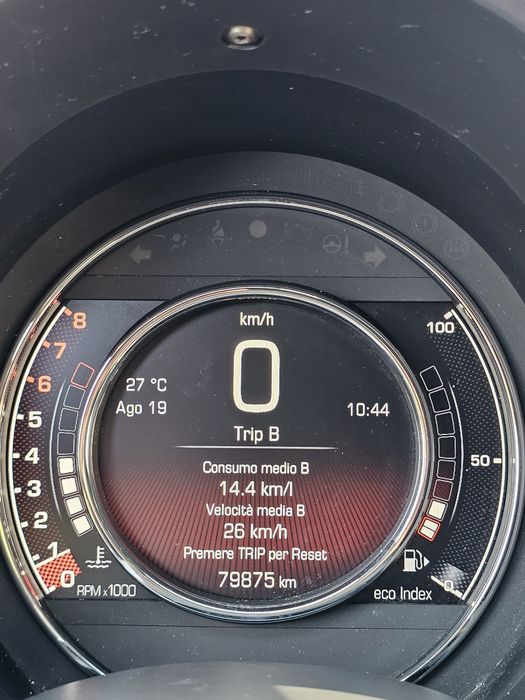 km/h
0
27 °C
Ago 19
10:44
Trip B
Consumo medio B
14.4 km/l
Velocità media B
26 km/h
Premere TRIP per Reset
79875 km
8
7
6
5
4
3
2
1
0
RPM x1000
100
50
0
eco Index